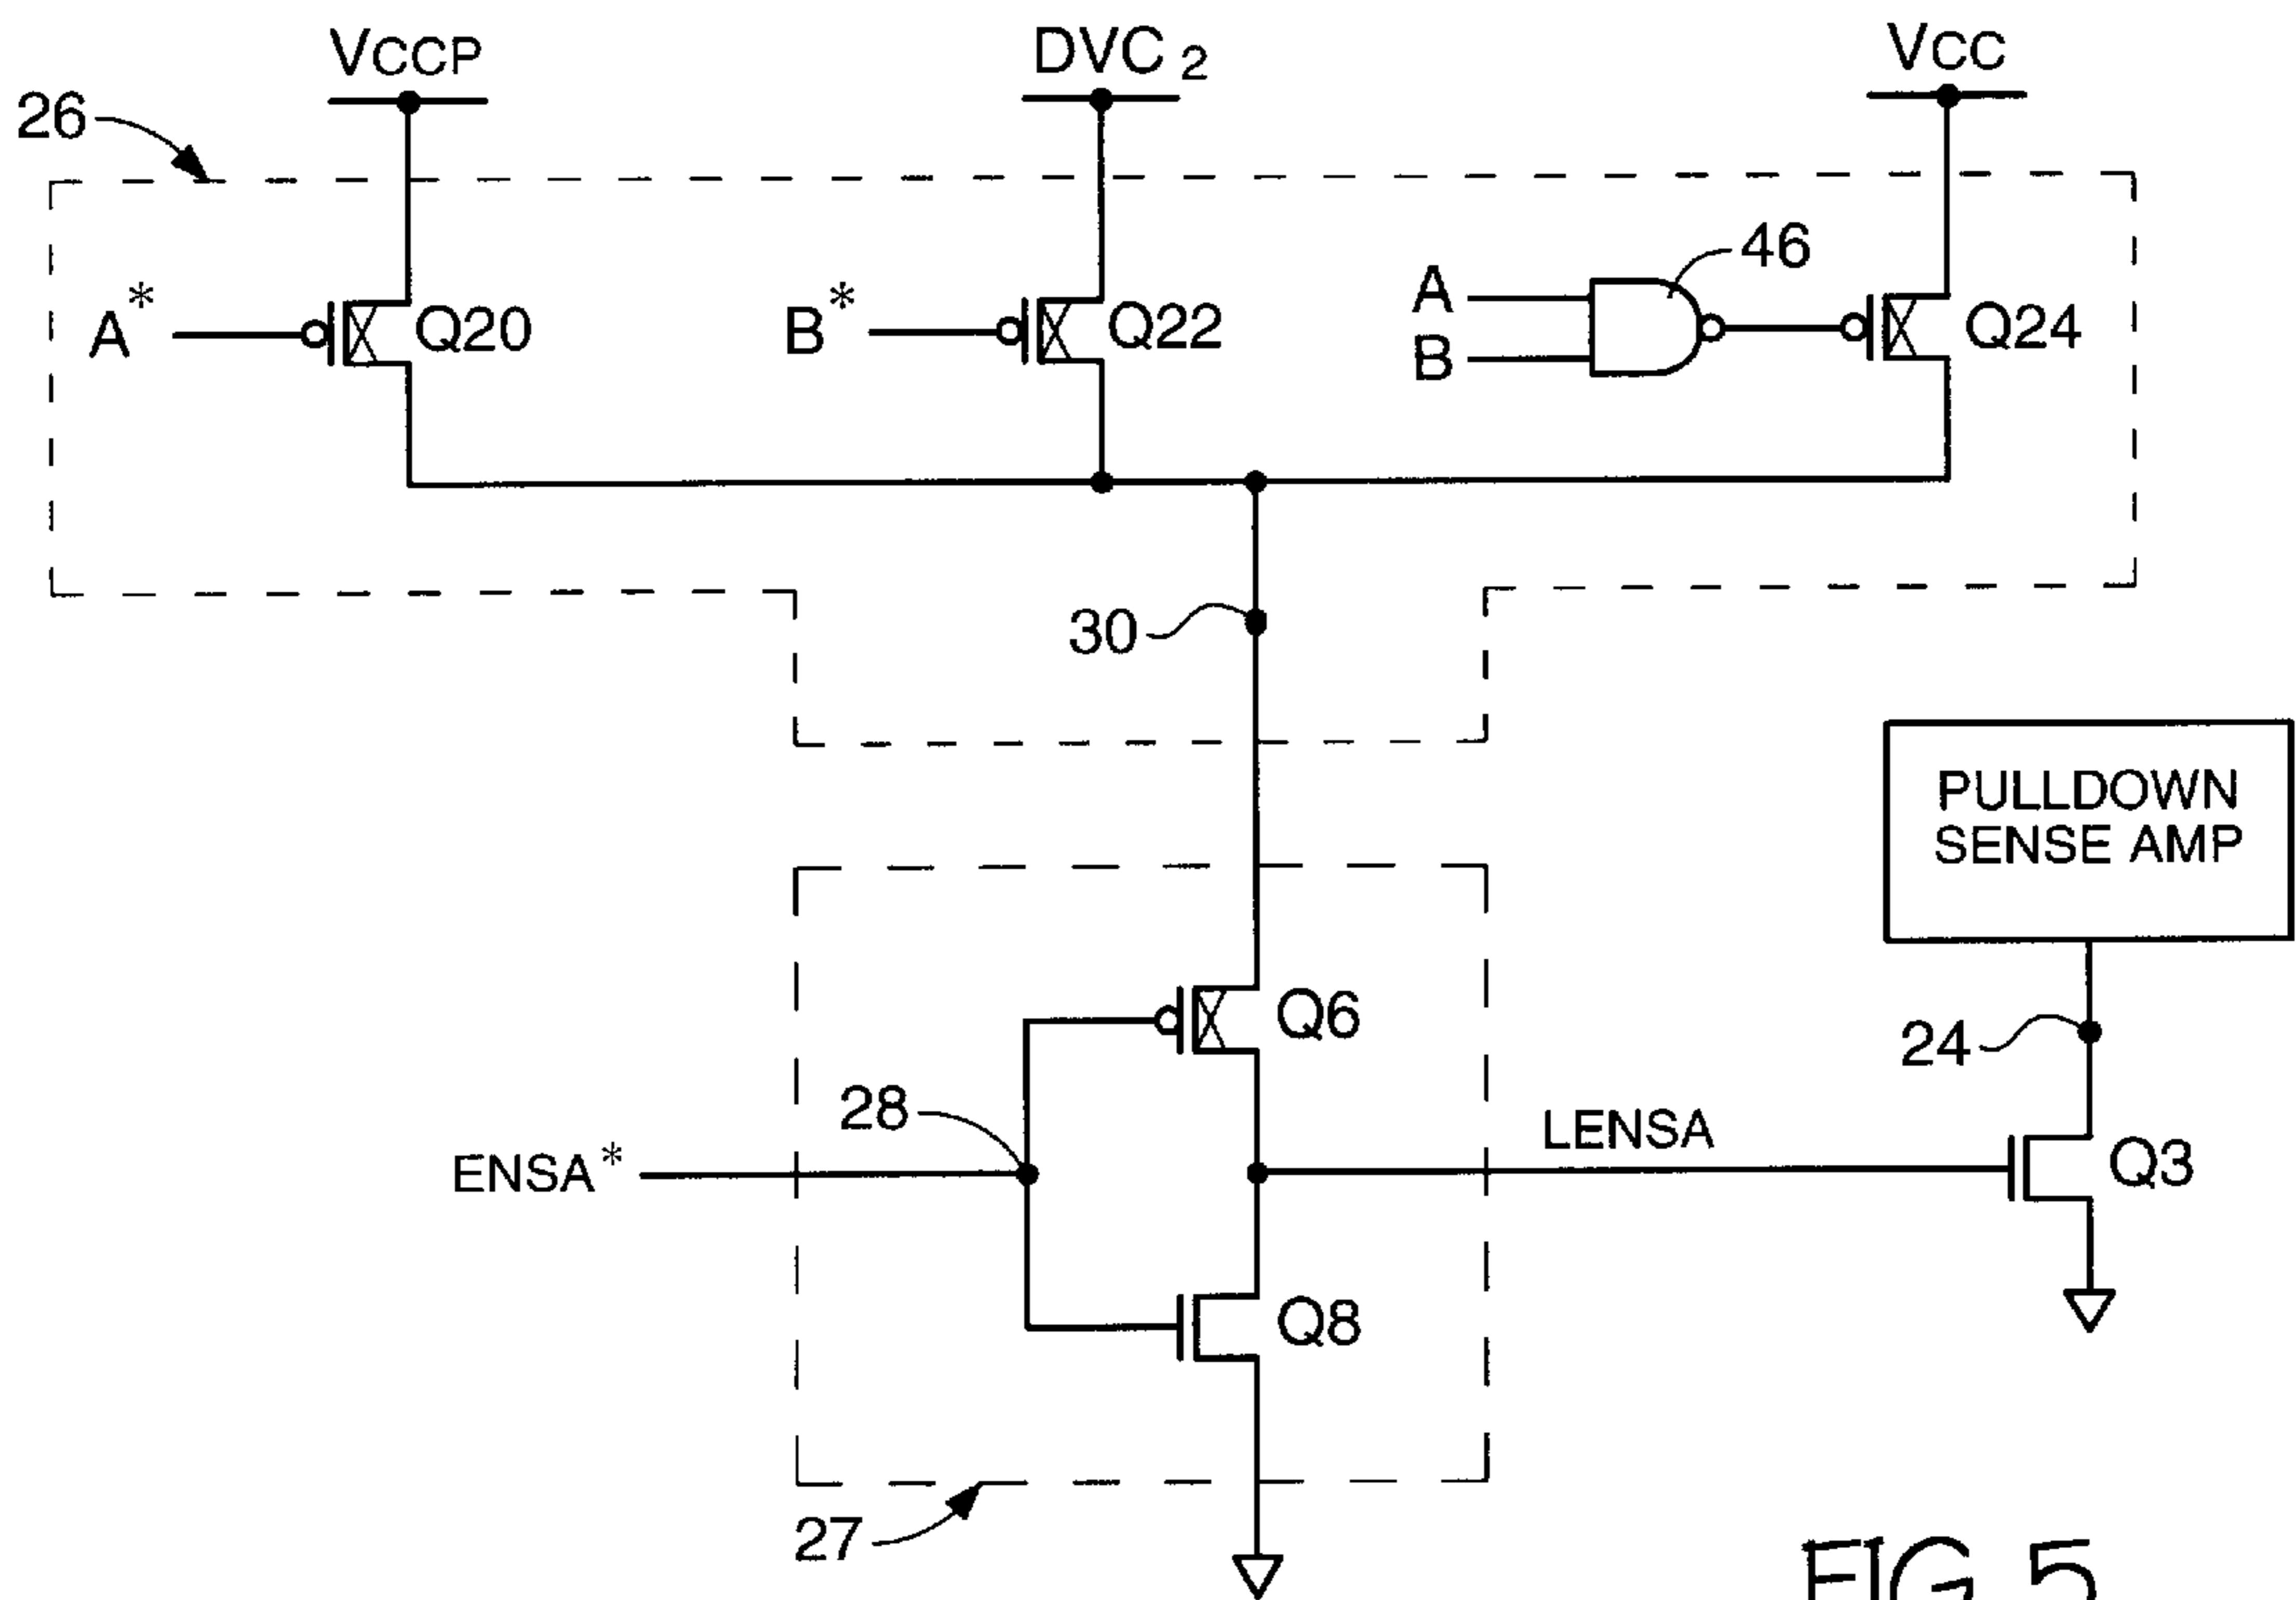 VCCP
DVC 2
VCC
26
A*
Q20
B*
Q22
A
B
46
Q24
30
PULLDOWN
SENSE AMP
Q6
24
28
LENSA
ENSA*
Q3
Q8
27
FIG 5